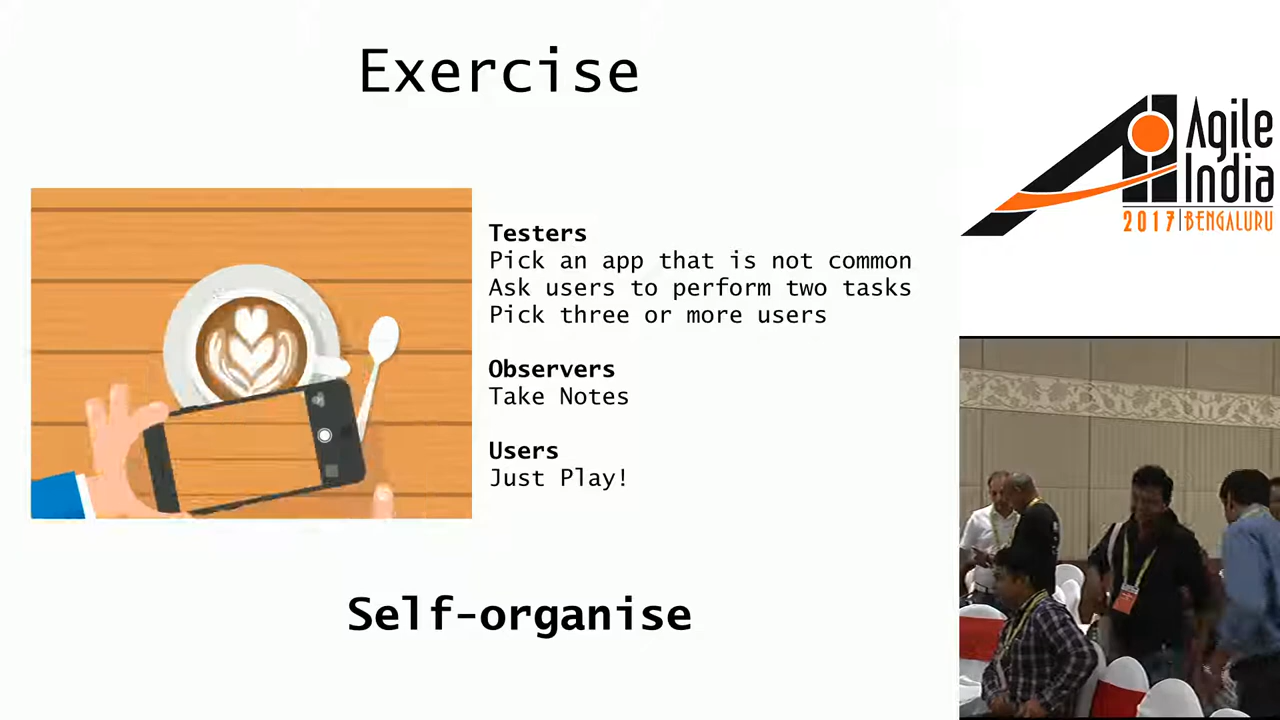 Exercise
Testers
Pick an app that is not common
Ask users to perform two tasks
Pick three or more users
Observers
Take Notes
Users
Just Play!
Self-organise
Agile
India
2017 | BENGALURU